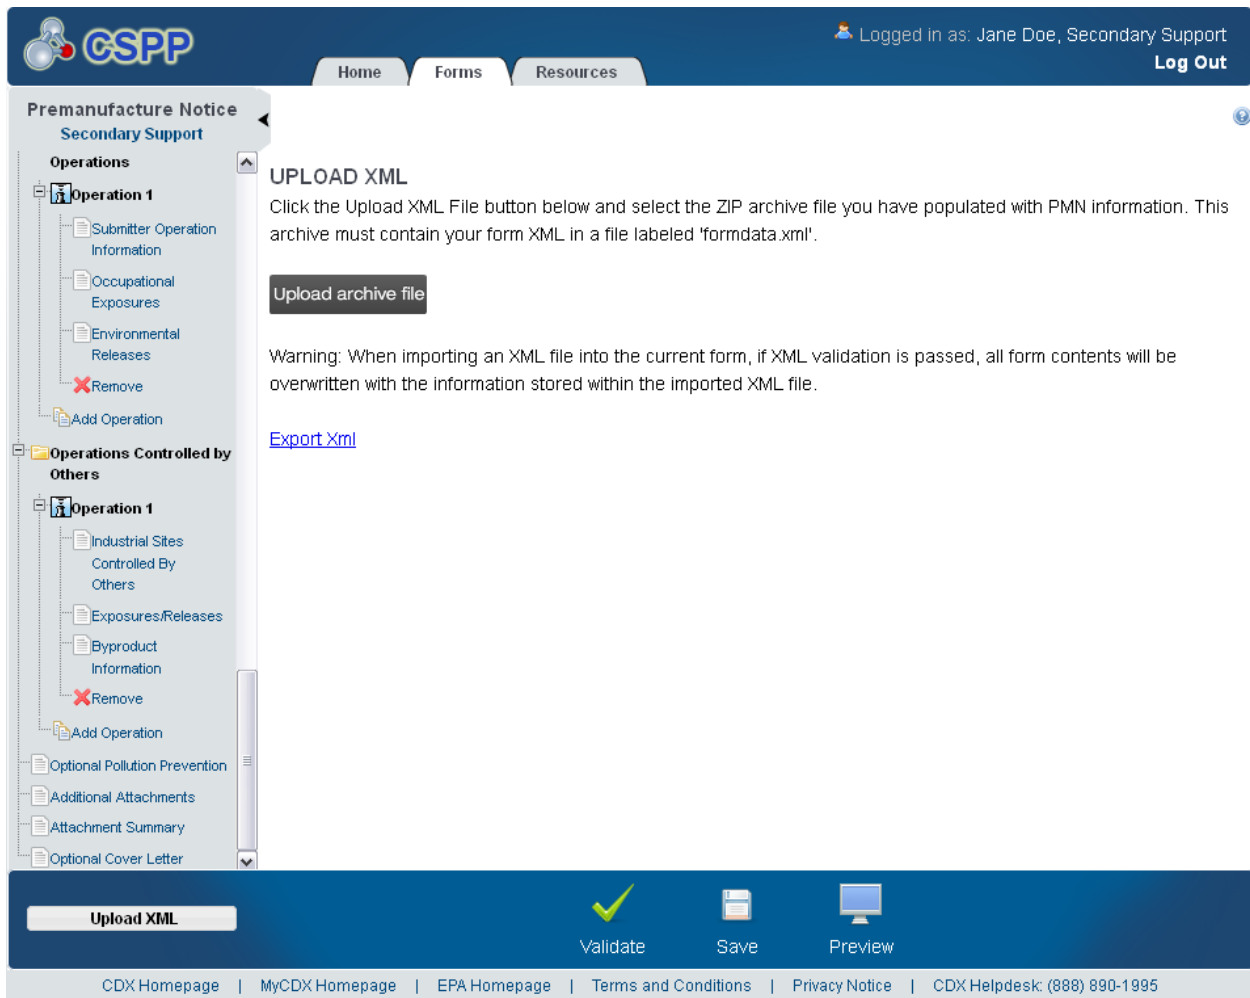 CSPP
Logged in as: Jane Doe, Secondary Support
Log Out
Home Forms Resources
Premanufacture Notice
Secondary Support
Operations
Operation 1
Submitter Operation
Information
Occupational
Exposures
Environmental
Releases
Remove
Add Operation
Operations Controlled by
Others
Operation 1
Industrial Sites
Controlled By
Others
Exposures/Releases
Byproduct
Information
Remove
Add Operation
Optional Pollution Prevention
Additional Attachments
Attachment Summary
Optional Cover Letter
UPLOAD XML
Click the Upload XML File button below and select the ZIP archive file you have populated with PMN information. This
archive must contain your form XML in a file labeled 'formdata.xml'.
Upload archive file
Warning: When importing an XML file into the current form, if XML validation is passed, all form contents will be
overwritten with the information stored within the imported XML file.
Export Xml
Upload XML
Validate Save Preview
CDX Homepage | MyCDX Homepage | EPA Homepage | Terms and Conditions | Privacy Notice | CDX Helpdesk: (888) 890-1995